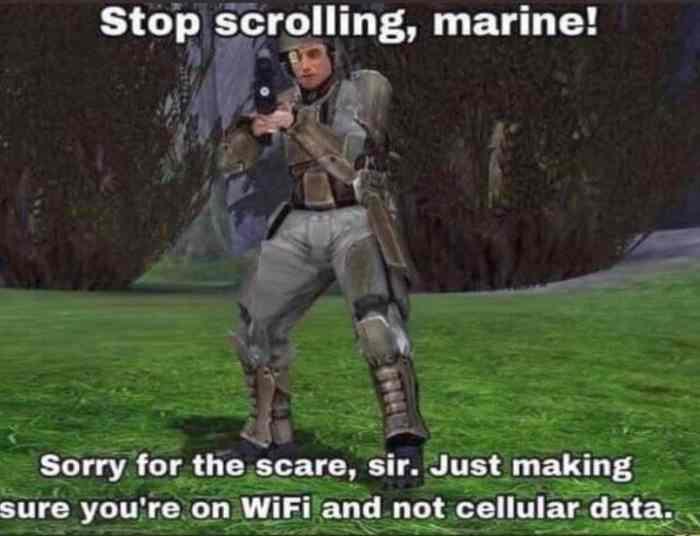 Stop scrolling, marine!
Sorry for the scare, sir. Just making
sure you're on WiFi and not cellular data.